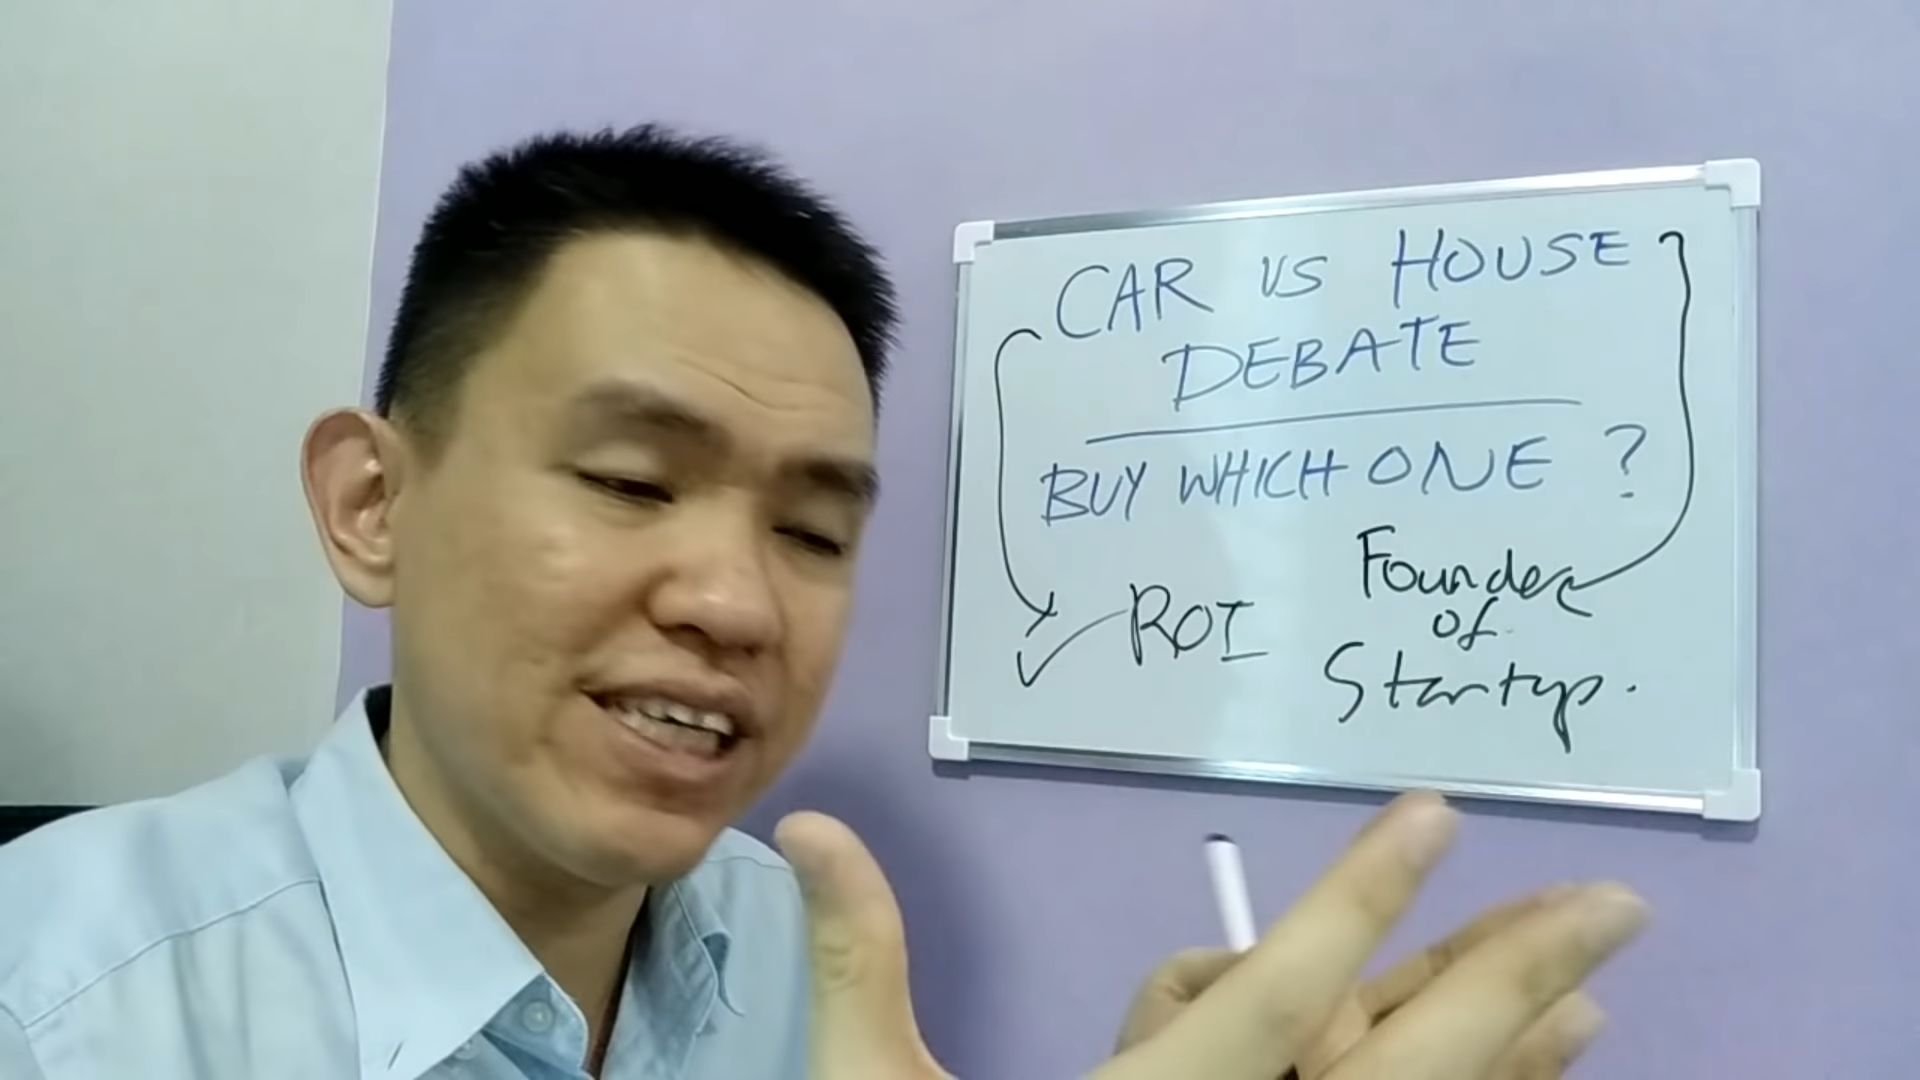 CAR VS HOUSE
DEBATE
BUY WHICH ONE ?
ROI
Founder
of
Startup.